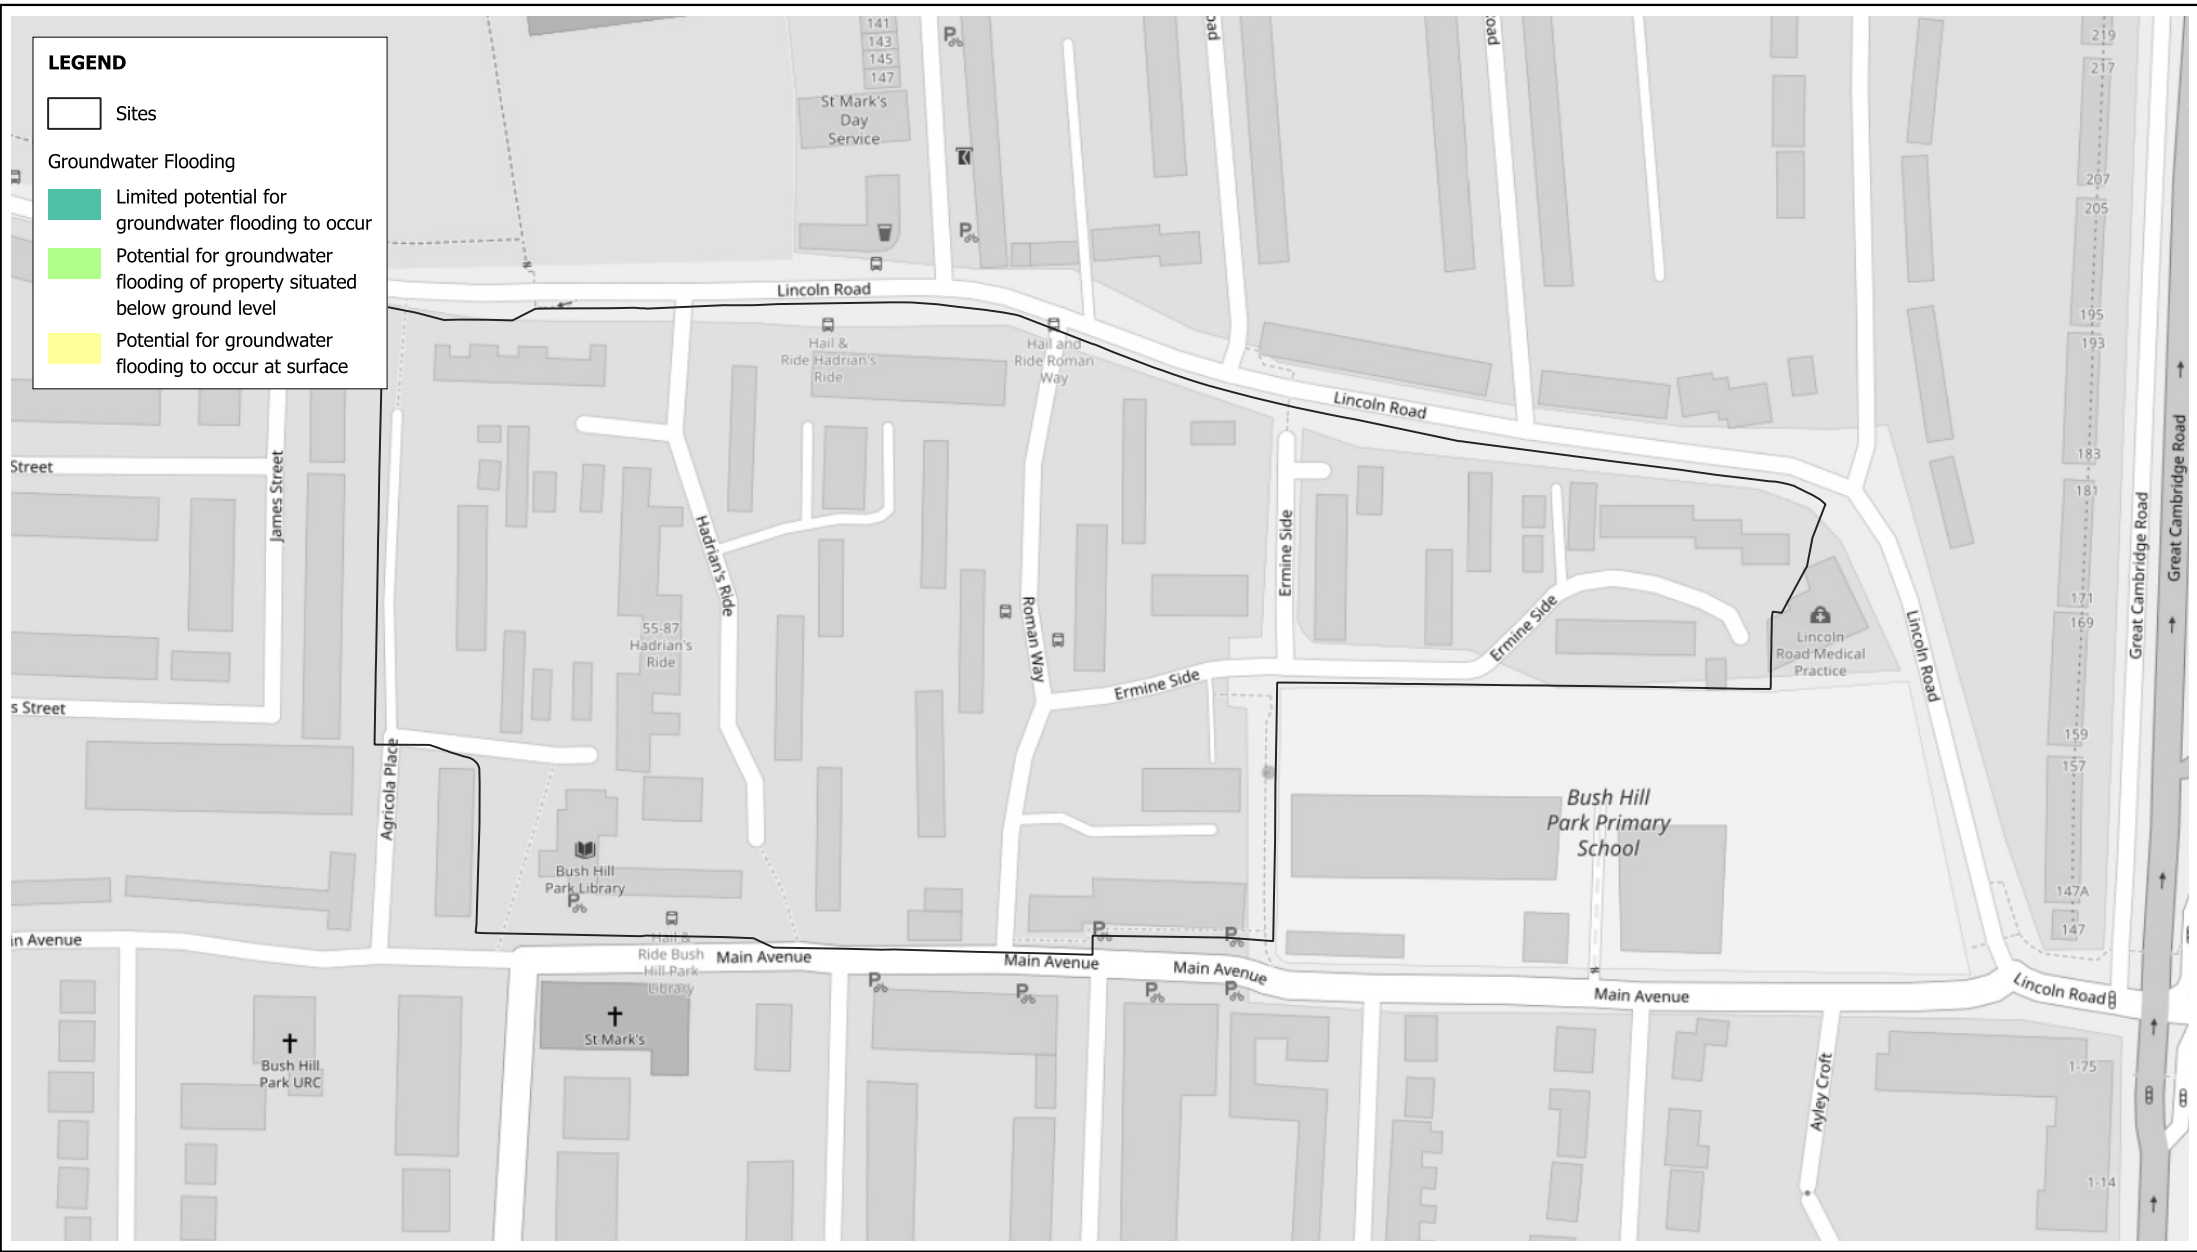 LEGEND
Sites
Groundwater Flooding
Limited potential for
groundwater flooding to occur
Potential for groundwater
flooding of property situated
below ground level
Potential for groundwater
flooding to occur at surface
141
143
145
147
St Mark's
Day
Service
oad
oad
219
217
207
205
195
193
183
181
171
169
159
157
147A
147
Lincoln Road
Hail &
Ride Hadrian's
Ride
Hail and
Ride Roman
Way
Lincoln Road
Great Cambridge Road
Great Cambridge Road
Street
James Street
Hadrian's Ride
Ermine Side
Roman Way
Ermine Side
Ermine Side
55-87
Hadrian's
Ride
Lincoln
Road Medical
Practice
Lincoln Road
s Street
Agricola Place
Bush Hill
Park Primary
School
Bush Hill
Park Library
in Avenue
Hail &
Ride Bush
Hill Park
Library
Main Avenue
Main Avenue
Main Avenue
Main Avenue
Lincoln Road
St Mark's
Bush Hill
Park URC
Ayley Croft
1-75
1-14
P
P
P
P
P
P
P
P
P